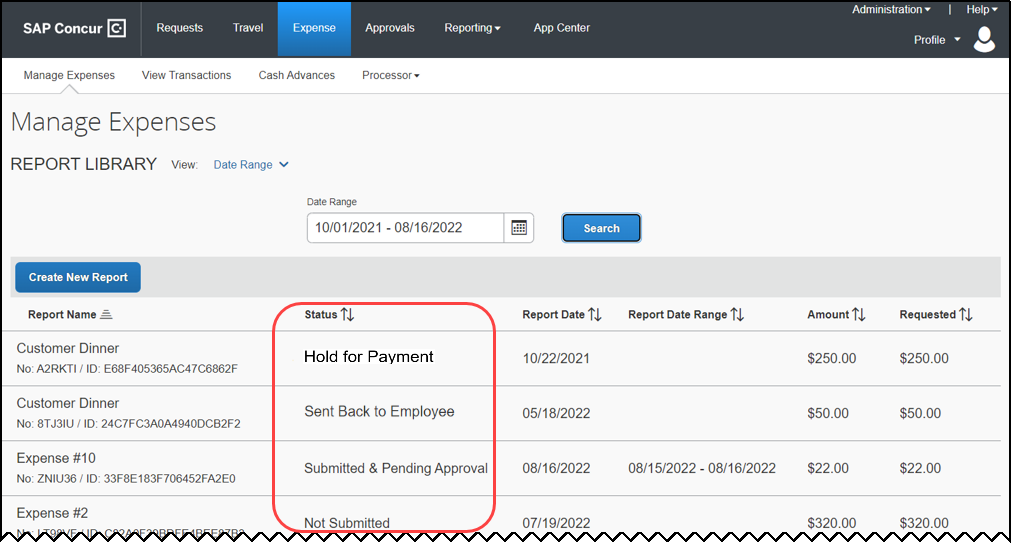 Administration | Help
SAP Concur C Requests Travel Expense Approvals Reporting App Center
Profile
Manage Expenses View Transactions Cash Advances Processor
Manage Expenses
REPORT LIBRARY View: Date Range
Date Range
10/01/2021 - 08/16/2022 Search
Create New Report
Report Name Status Report Date Report Date Range Amount Requested
Customer Dinner
No: A2RKTI / ID: E68F405365AC47C6862F
Hold for Payment 10/22/2021 $250.00 $250.00
Customer Dinner
No: 8TJ3IU / ID: 24C7FC3A0A4940DCB2F2
Sent Back to Employee 05/18/2022 $50.00 $50.00
Expense #10
No: ZNIU36 / ID: 33F8E183F706452FA2E0
Submitted & Pending Approval 08/16/2022 08/15/2022 - 08/16/2022 $22.00 $22.00
Expense #2
Not Submitted 07/19/2022 $320.00 $320.00